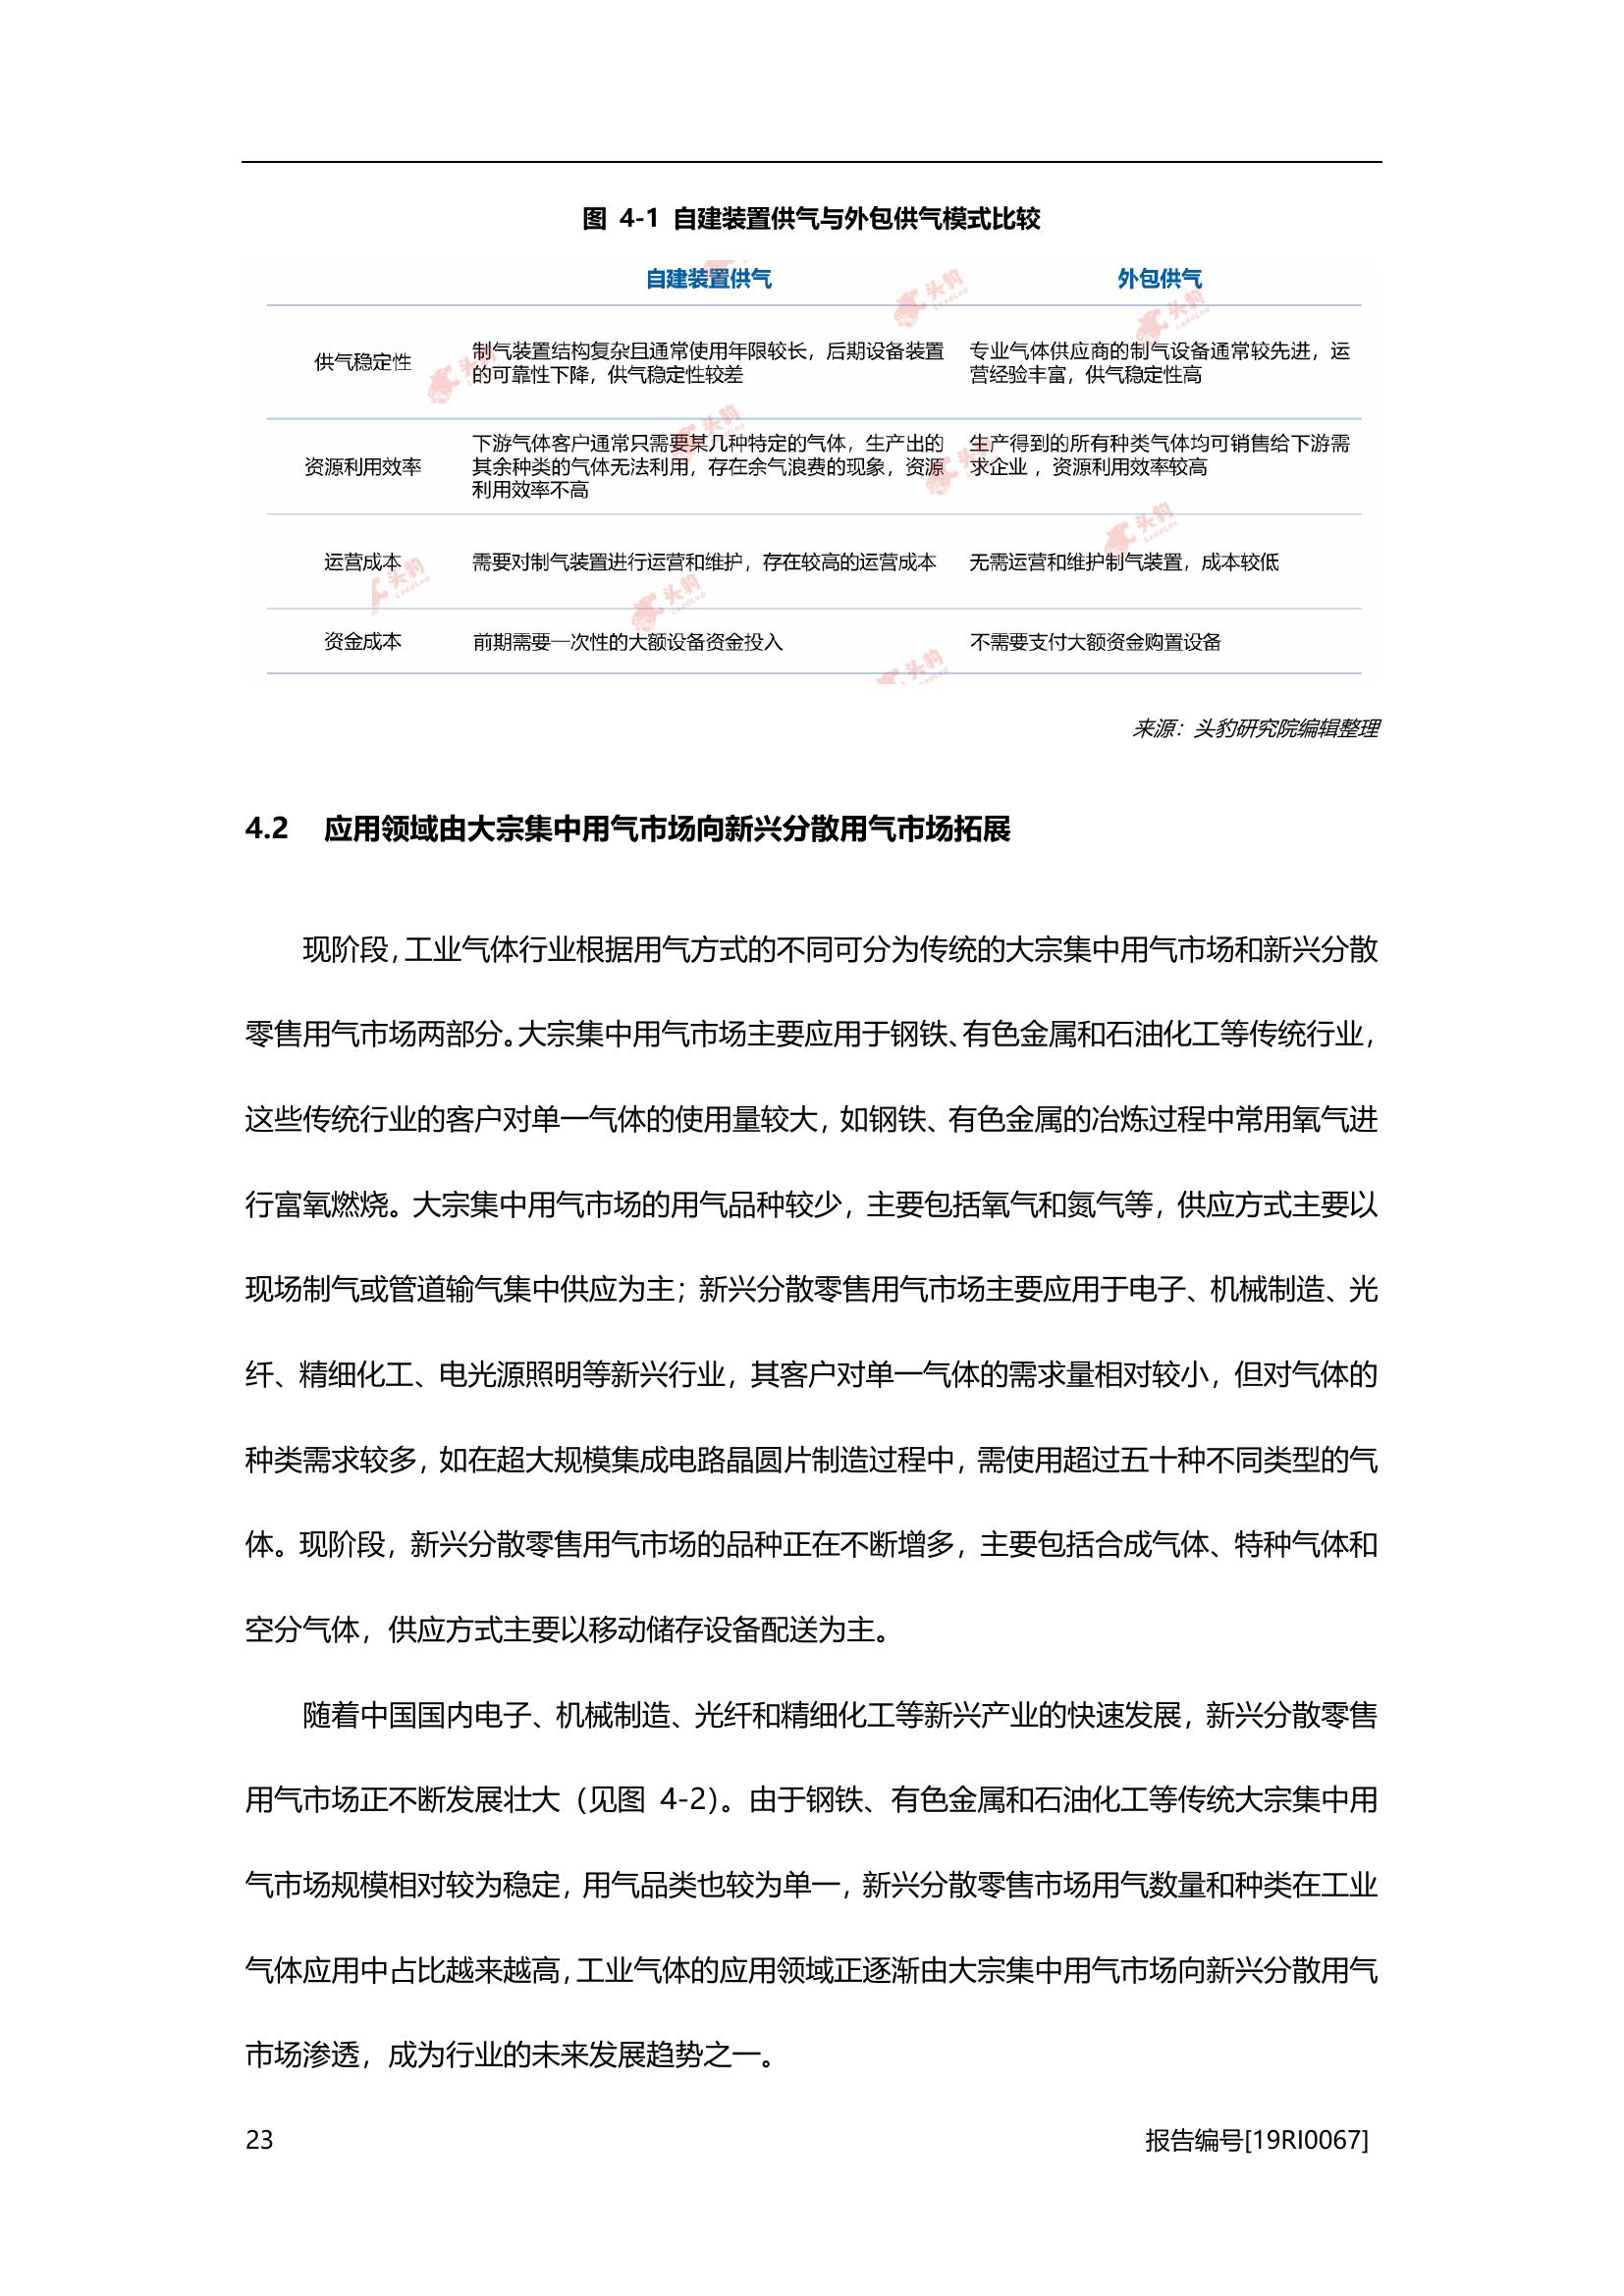 图 4-1 自建装置供气与外包供气模式比较
自建装置供气 外包供气
供气稳定性
制气装置结构复杂且通常使用年限较长，后期设备装置
的可靠性下降，供气稳定性较差
专业气体供应商的制气设备通常较先进，运
营经验丰富，供气稳定性高
资源利用效率
下游气体客户通常只需要某几种特定的气体，生产出的
其余种类的气体无法利用，存在余气浪费的现象，资源
利用效率不高
生产得到的所有种类气体均可销售给下游需
求企业 ，资源利用效率较高
运营成本
需要对制气装置进行运营和维护，存在较高的运营成本
无需运营和维护制气装置，成本较低
资金成本
前期需要一次性的大额设备资金投入
不需要支付大额资金购置设备
头豹
LeadLeo
头豹
LeadLeo
头豹
头豹
头豹
头豹
LeadLeo
头豹
LeadLeo
头豹
LeadLeo
头豹
LeadLeo
来源：头豹研究院编辑整理
4.2 应用领域由大宗集中用气市场向新兴分散用气市场拓展
现阶段，工业气体行业根据用气方式的不同可分为传统的大宗集中用气市场和新兴分散
零售用气市场两部分。大宗集中用气市场主要应用于钢铁、有色金属和石油化工等传统行业，
这些传统行业的客户对单一气体的使用量较大，如钢铁、有色金属的冶炼过程中常用氧气进
行富氧燃烧。大宗集中用气市场的用气品种较少，主要包括氧气和氮气等，供应方式主要以
现场制气或管道输气集中供应为主；新兴分散零售用气市场主要应用于电子、机械制造、光
纤、精细化工、电光源照明等新兴行业，其客户对单一气体的需求量相对较小，但对气体的
种类需求较多，如在超大规模集成电路晶圆片制造过程中，需使用超过五十种不同类型的气
体。现阶段，新兴分散零售用气市场的品种正在不断增多，主要包括合成气体、特种气体和
空分气体，供应方式主要以移动储存设备配送为主。
随着中国国内电子、机械制造、光纤和精细化工等新兴产业的快速发展，新兴分散零售
用气市场正不断发展壮大（见图 4-2）。由于钢铁、有色金属和石油化工等传统大宗集中用
气市场规模相对较为稳定，用气品类也较为单一，新兴分散零售市场用气数量和种类在工业
气体应用中占比越来越高，工业气体的应用领域正逐渐由大宗集中用气市场向新兴分散用气
市场渗透，成为行业的未来发展趋势之一。
23 报告编号[19RI0067]